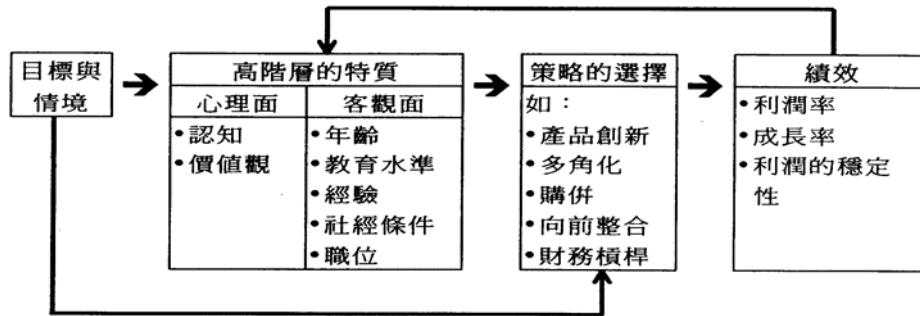 目標與
情境
高階層的特質
心理面
•認知
•價值觀
客觀面
•年齡
•教育水準
•經驗
•社經條件
•職位
策略的選擇
如：
•產品創新
•多角化
•購併
•向前整合
•財務槓桿
績效
•利潤率
•成長率
•利潤的穩定
性